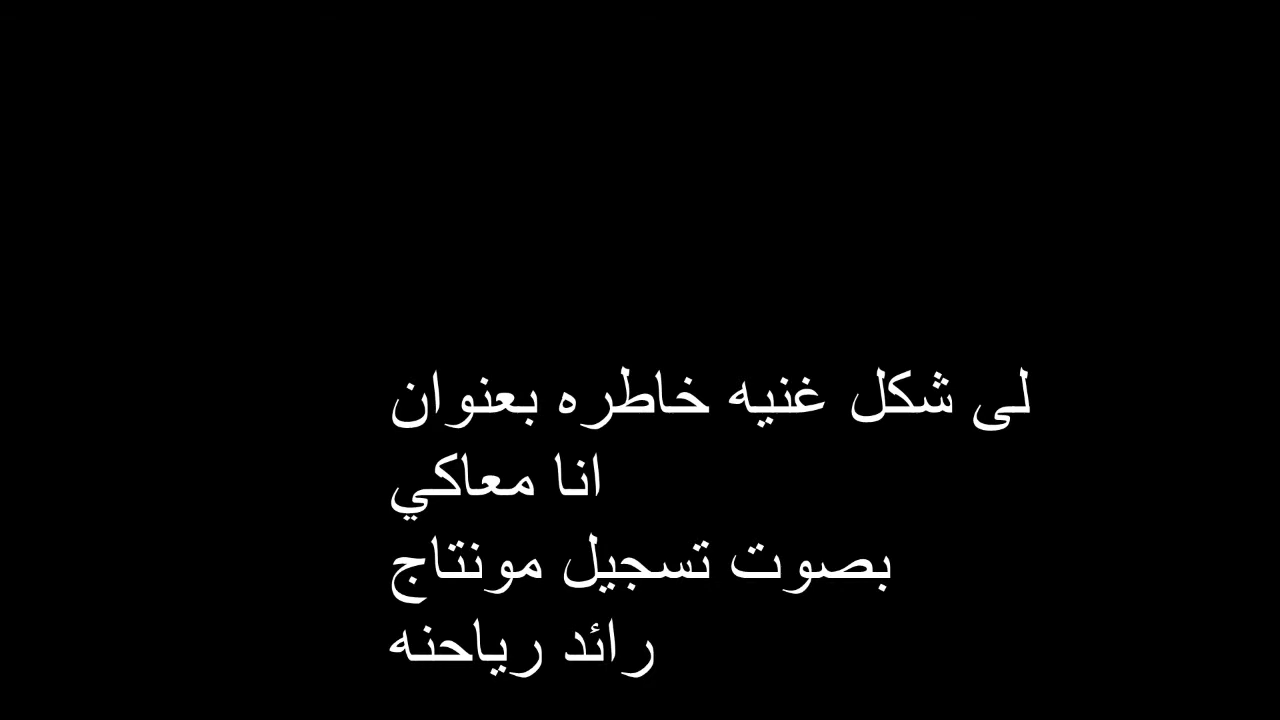 لى شكل غنيه خاطره بعنوان
انا معاكي
بصوت تسجيل مونتاج
رائد رياحنه